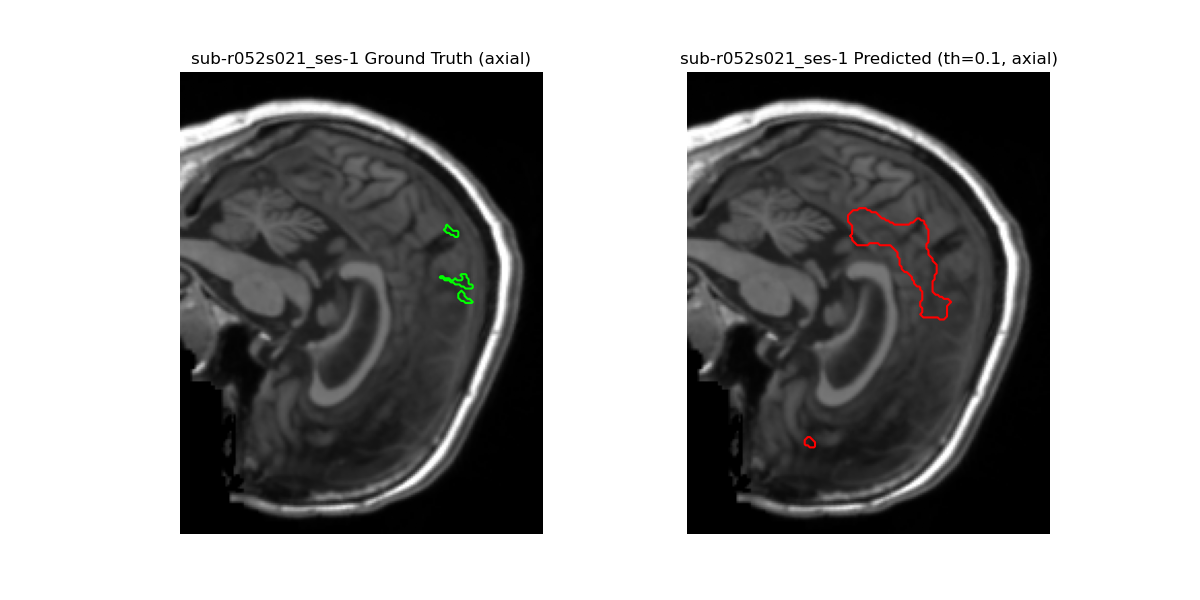 sub-r052s021_ses-1 Ground Truth (axial)
sub-r052s021_ses-1 Predicted (th=0.1, axial)